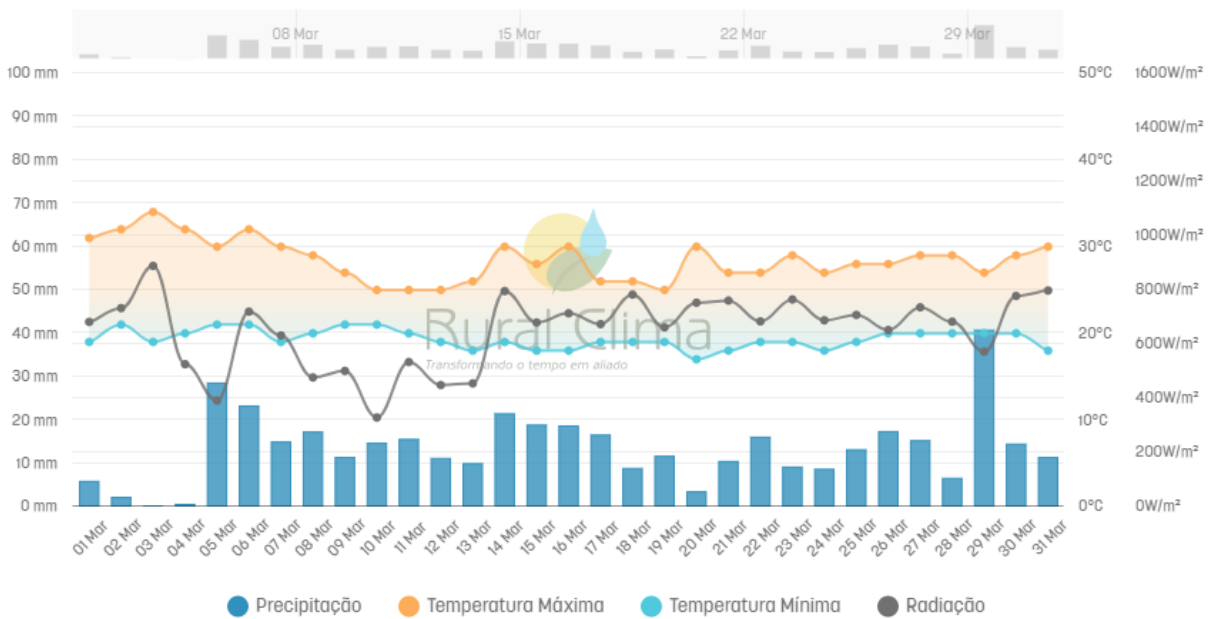 08 Mar 15 Mar 22 Mar 29 Mar
100 mm 50°C 1600W/m²
90 mm 1400W/m²
80 mm 40°C 1200W/m²
70 mm 1000W/m²
60 mm 30°C
50 mm 800W/m²
40 mm 20°C 600W/m²
30 mm 400W/m²
20 mm 10°C 200W/m²
10 mm
0 mm 0°C 0W/m²
Rural Clima
Transformando o tempo em aliado
01 Mar 02 Mar 03 Mar 04 Mar 05 Mar 06 Mar 07 Mar 08 Mar 09 Mar 10 Mar 11 Mar 12 Mar 13 Mar 14 Mar 15 Mar 16 Mar 17 Mar 18 Mar 19 Mar 20 Mar 21 Mar 22 Mar 23 Mar 24 Mar 25 Mar 26 Mar 27 Mar 28 Mar 29 Mar 30 Mar 31 Mar
Precipitação Temperatura Máxima Temperatura Mínima Radiação